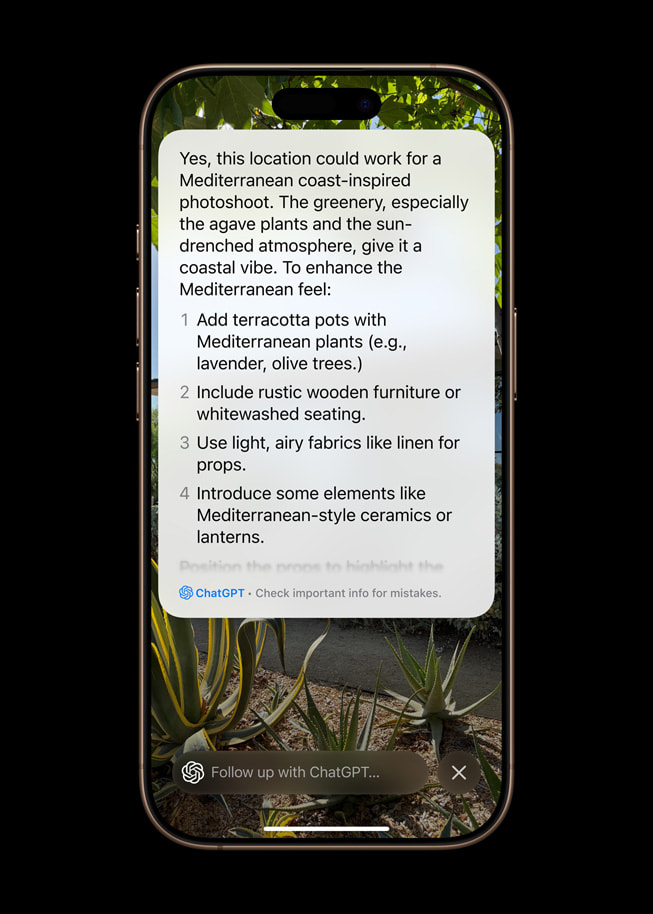 Yes, this location could work for a
Mediterranean coast-inspired
photoshoot. The greenery, especially
the agave plants and the sun-
drenched atmosphere, give it a
coastal vibe. To enhance the
Mediterranean feel:
1 Add terracotta pots with
Mediterranean plants (e.g.,
lavender, olive trees.)
2 Include rustic wooden furniture or
whitewashed seating.
3 Use light, airy fabrics like linen for
props.
4 Introduce some elements like
Mediterranean-style ceramics or
lanterns.
Position the props to highlight the
ChatGPT • Check important info for mistakes.
Follow up with ChatGPT...